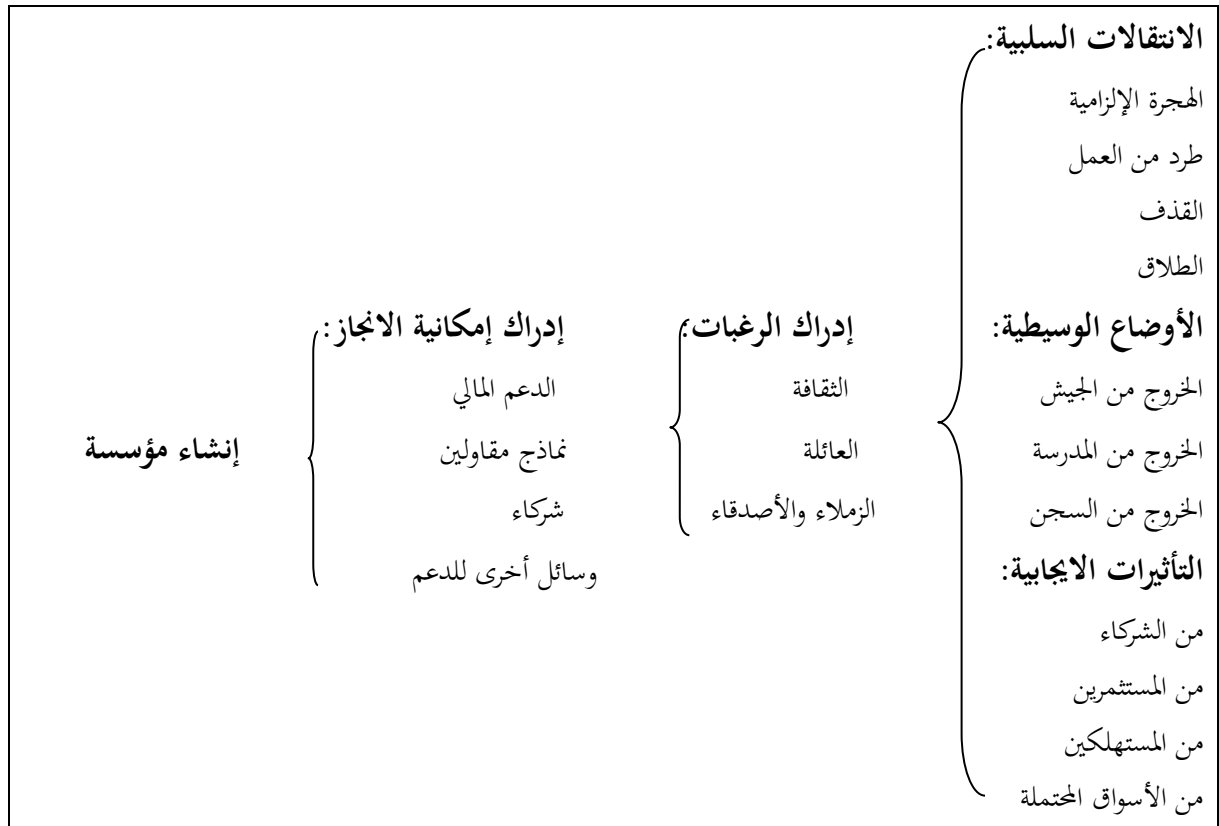 الانتقالات السلبية:
الهجرة الإلزامية
طرد من العمل
القذف
الطلاق
الأوضاع الوسيطية:
الخروج من الجيش
الخروج من المدرسة
الخروج من السجن
التأثيرات الايجابية:
من الشركاء
من المستثمرين
من المستهلكين
من الأسواق المحتملة
إدراك الرغبات:
الثقافة
العائلة
الزملاء والأصدقاء
إدراك إمكانية الانجاز:
الدعم المالي
نماذج مقاولين
شركاء
وسائل أخرى للدعم
إنشاء مؤسسة